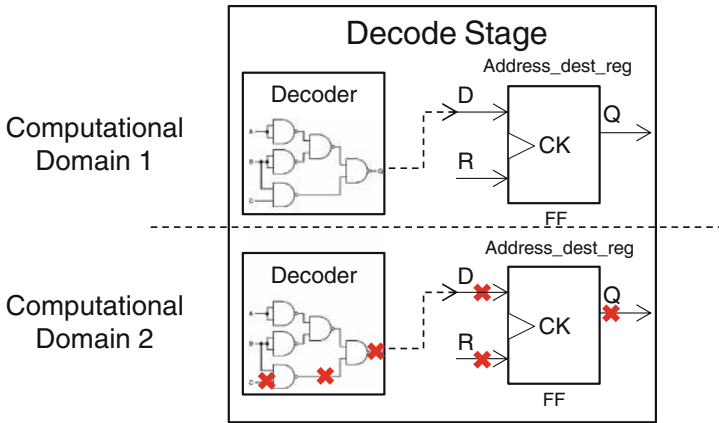 Decode Stage
Computational
Domain 1
Decoder
A
B
C
Q
Address_dest_reg
D
Q
CK
R
FF
Computational
Domain 2
Decoder
A
B
C
Address_dest_reg
D
Q
CK
R
FF